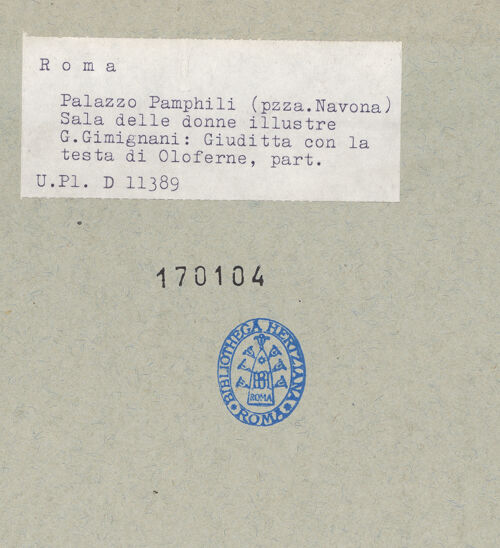 Roma
Palazzo Pamphili (pzza.Navona)
Sala delle donne illustre
G.Gimignani: Giuditta con la
testa di Oloferne, part.
U.Pl. D 11389
170104
BIBLIOTHECA HERTZIANA
ROMA
ROMA